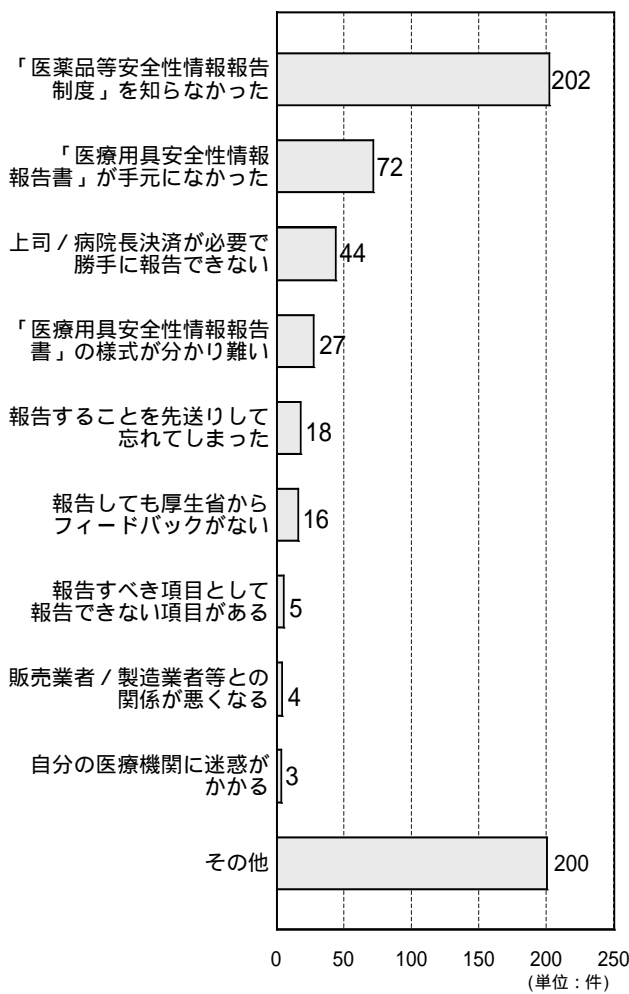 「医薬品等安全性情報報告
制度」を知らなかった
202
「医療用具安全性情報
報告書」が手元になかった
72
上司／病院長決済が必要で
勝手に報告できない
44
「医療用具安全性情報報告
書」の様式が分かり難い
27
報告することを先送りして
忘れてしまった
18
報告しても厚生省から
フィードバックがない
16
報告すべき項目として
報告できない項目がある
5
販売業者／製造業者等との
関係が悪くなる
4
自分の医療機関に迷惑が
かかる
3
その他
200
0 50 100 150 200 250
(単位：件)